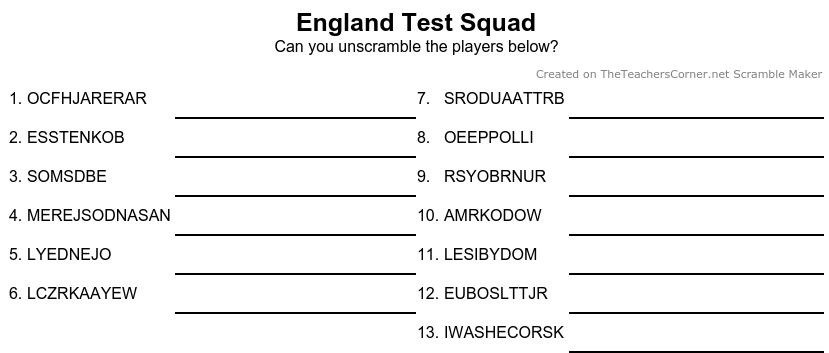 England Test Squad
Can you unscramble the players below?
Created on TheTeachersCorner.net Scramble Maker
1. OCFHJARERAR
2. ESSTENKOB
3. SOMSDBE
4. MEREJSODNASAN
5. LYEDNEJO
6. LCZRKAAYEW
7. SRODUAATTRB
8. OEEPPOLLI
9. RSYOBRNUR
10. AMRKODOW
11. LESIBYDOM
12. EUBOSLTTJR
13. IWASHECORSK